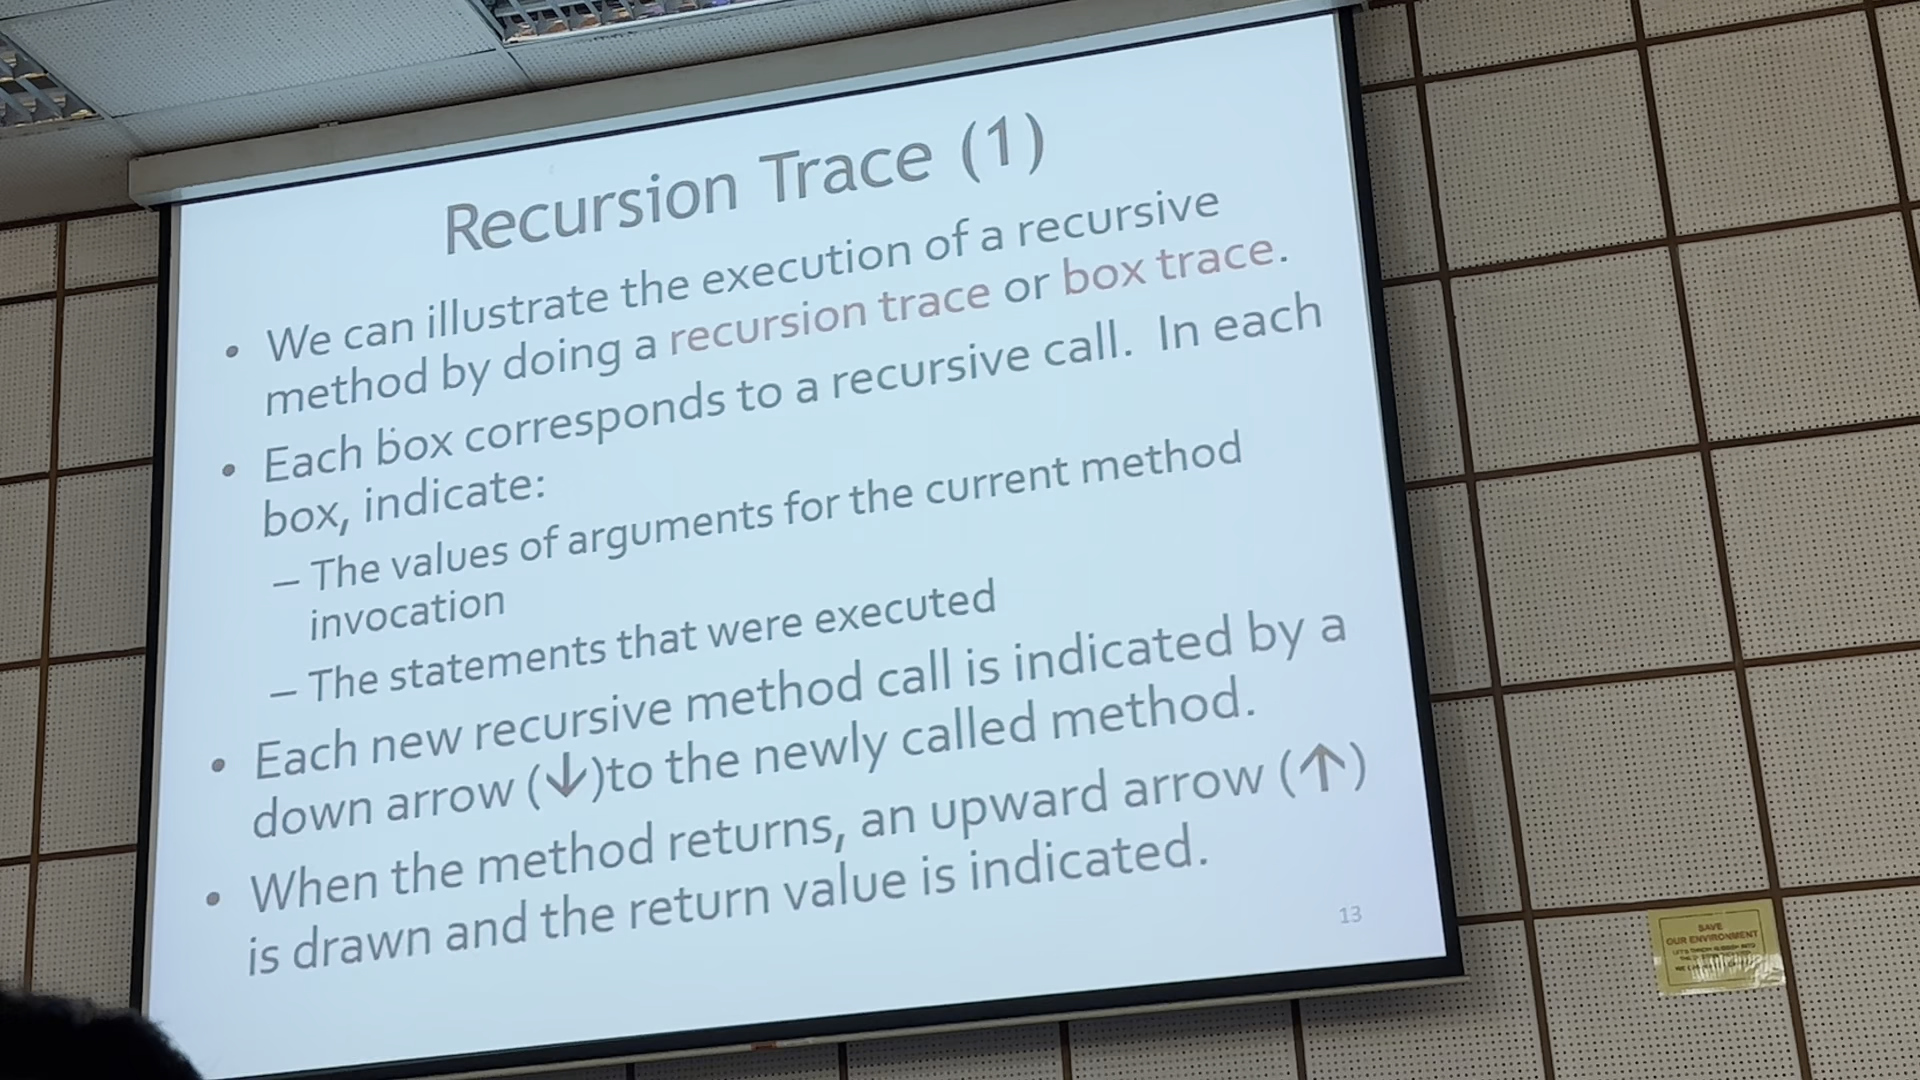 Recursion Trace (1)
• We can illustrate the execution of a recursive
method by doing a recursion trace or box trace.
• Each box corresponds to a recursive call. In each
box, indicate:
– The values of arguments for the current method
invocation
– The statements that were executed
• Each new recursive method call is indicated by a
down arrow (↓)to the newly called method.
• When the method returns, an upward arrow (↑)
is drawn and the return value is indicated.
13
SAVE
OUR ENVIRONMENT